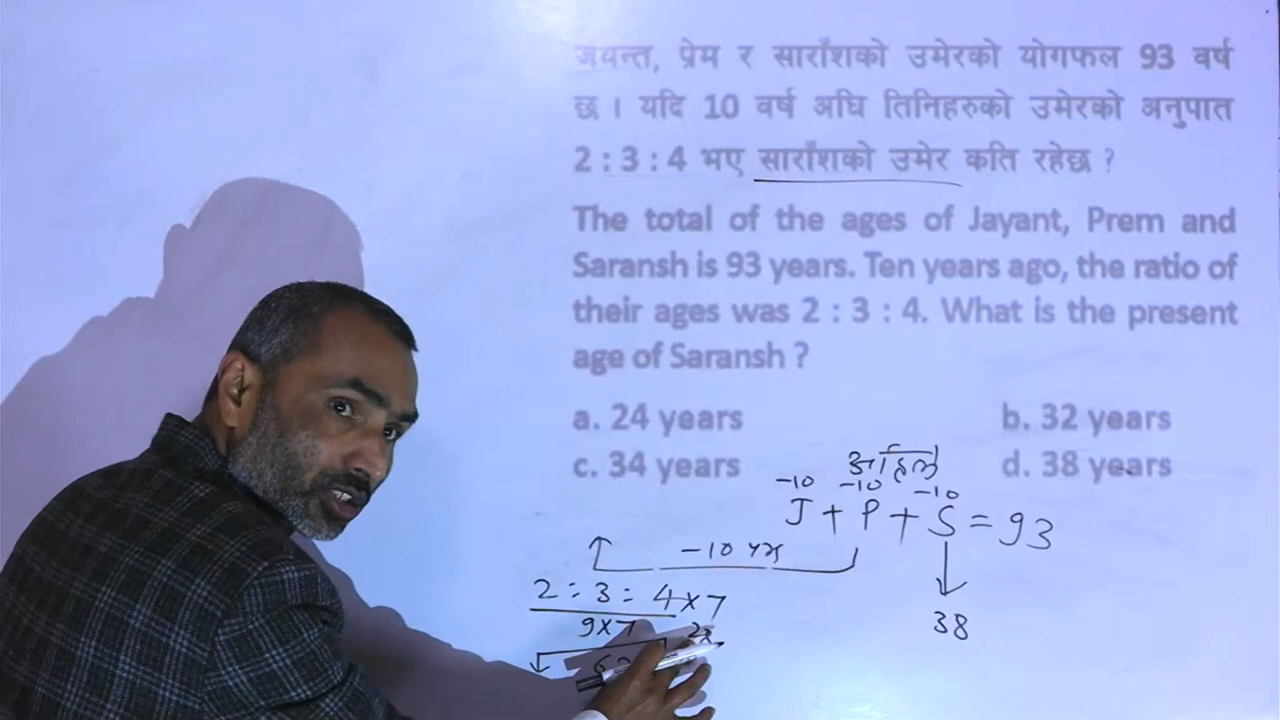 जयन्त, प्रेम र साराँशको उमेरको योगफल 93 वर्ष
छ । यदि 10 वर्ष अघि तिनिहरुको उमेरको अनुपात
2 : 3 : 4 भए साराँशको उमेर कति रहेछ ?
The total of the ages of Jayant, Prem and
Saransh is 93 years. Ten years ago, the ratio of
their ages was 2 : 3 : 4. What is the present
age of Saransh ?
a. 24 years b. 32 years
c. 34 years d. 38 years
अहिले
-10 -10 -10
J + P + S = 93
-10 yrs
2 : 3 : 4 x 7
9 x 7
38